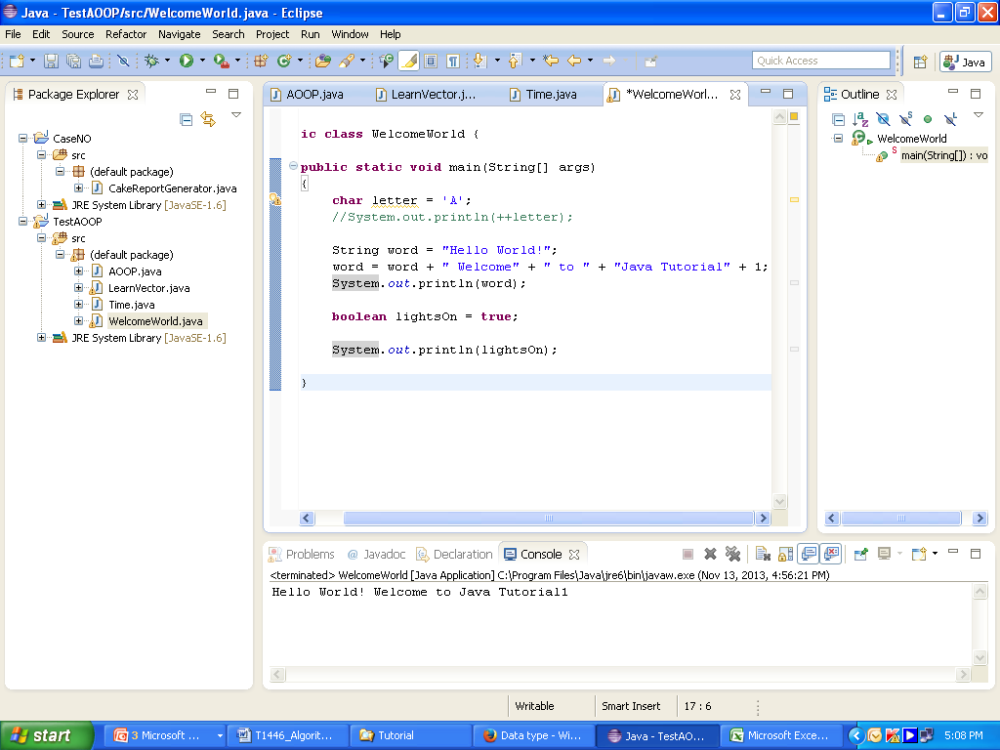 Java - TestAOOP/src/WelcomeWorld.java - Eclipse
File Edit Source Refactor Navigate Search Project Run Window Help
Quick Access
Java
Package Explorer
CaseNO
src
(default package)
CakeReportGenerator.java
JRE System Library [JavaSE-1.6]
TestAOOP
src
(default package)
AOOP.java
LearnVector.java
Time.java
WelcomeWorld.java
JRE System Library [JavaSE-1.6]
AOOP.java LearnVector.j... Time.java *WelcomeWorl...
ic class WelcomeWorld {
public static void main(String[] args)
{
char letter = 'A';
//System.out.println(++letter);
String word = "Hello World!";
word = word + " Welcome" + " to " + "Java Tutorial" + 1;
System.out.println(word);
boolean lightsOn = true;
System.out.println(lightsOn);
}
Outline
WelcomeWorld
main(String[]) : vo
Problems @ Javadoc Declaration Console
<terminated> WelcomeWorld [Java Application] C:\Program Files\Java\jre6\bin\javaw.exe (Nov 13, 2013, 4:56:21 PM)
Hello World! Welcome to Java Tutorial1
Writable Smart Insert 17 : 6
start 3 Microsoft ... T1446_Algorit... Tutorial Data type - Wi... Java - TestAO... Microsoft Exce... 5:08 PM